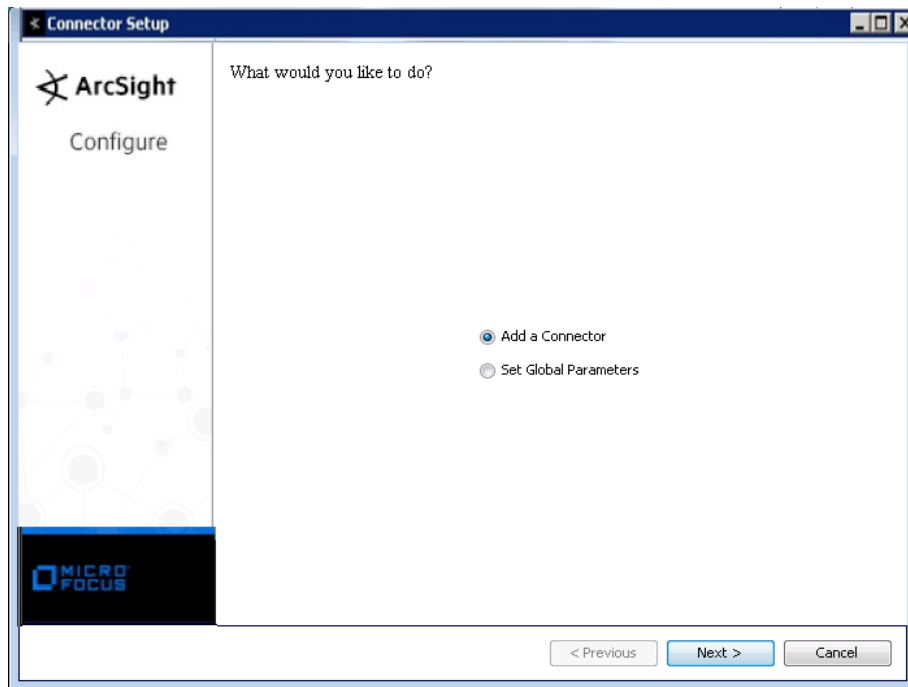 Connector Setup
ArcSight
Configure
What would you like to do?
Add a Connector
Set Global Parameters
MICRO
FOCUS
< Previous
Next >
Cancel